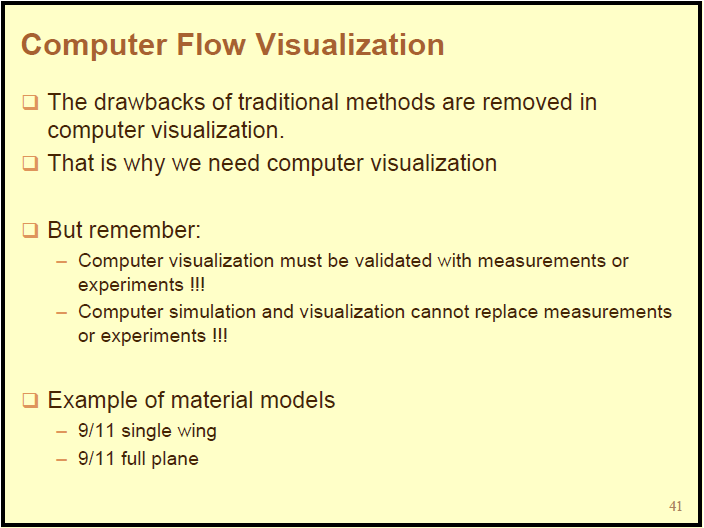 Computer Flow Visualization
❑ The drawbacks of traditional methods are removed in
computer visualization.
❑ That is why we need computer visualization
❑ But remember:
– Computer visualization must be validated with measurements or
experiments !!!
– Computer simulation and visualization cannot replace measurements
or experiments !!!
❑ Example of material models
– 9/11 single wing
– 9/11 full plane
41